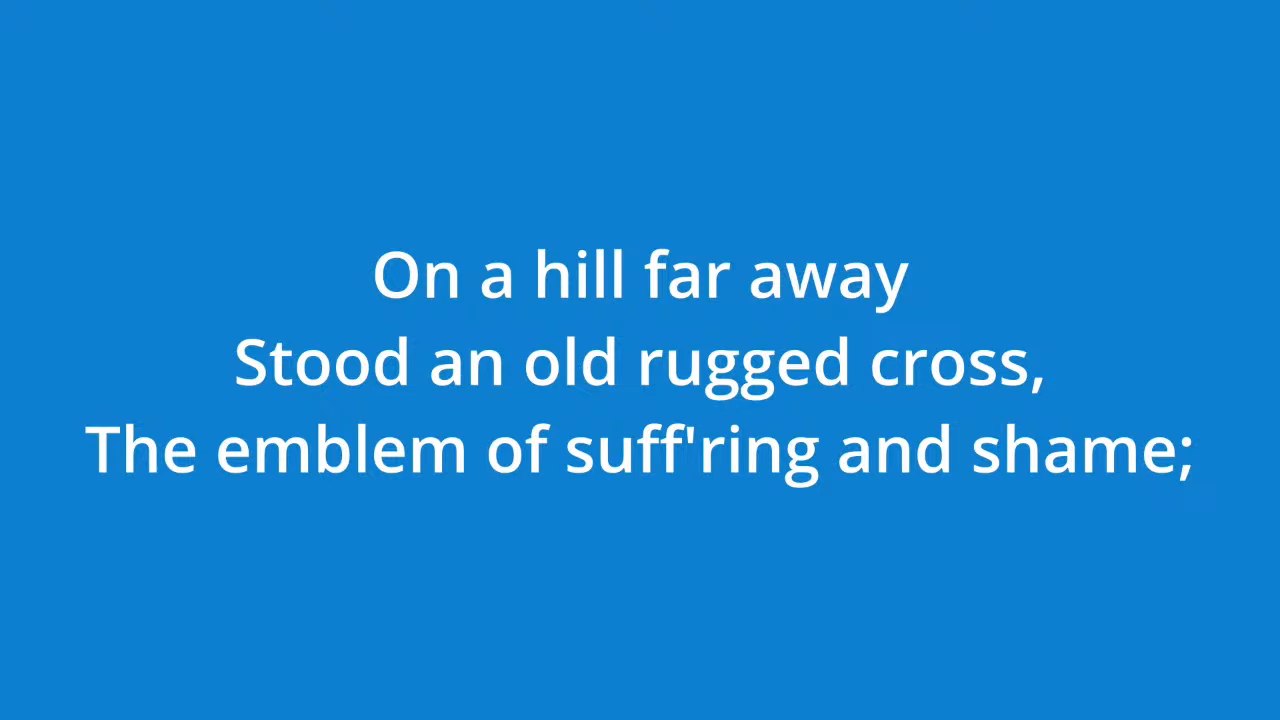 On a hill far away
Stood an old rugged cross,
The emblem of suff'ring and shame;